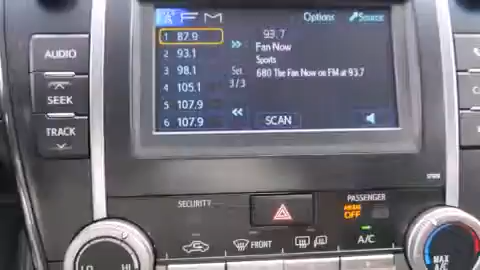 FM
Options
Source
1 87.9
93.7
Fan Now
Sports
680 The Fan Now on FM at 93.7
2 93.1
3 98.1
4 105.1
5 107.9
6 107.9
Set
3/3
SCAN
AUDIO
SEEK
TRACK
SECURITY
PASSENGER
OFF
FRONT
A/C
LO
HI
MAX
A/C